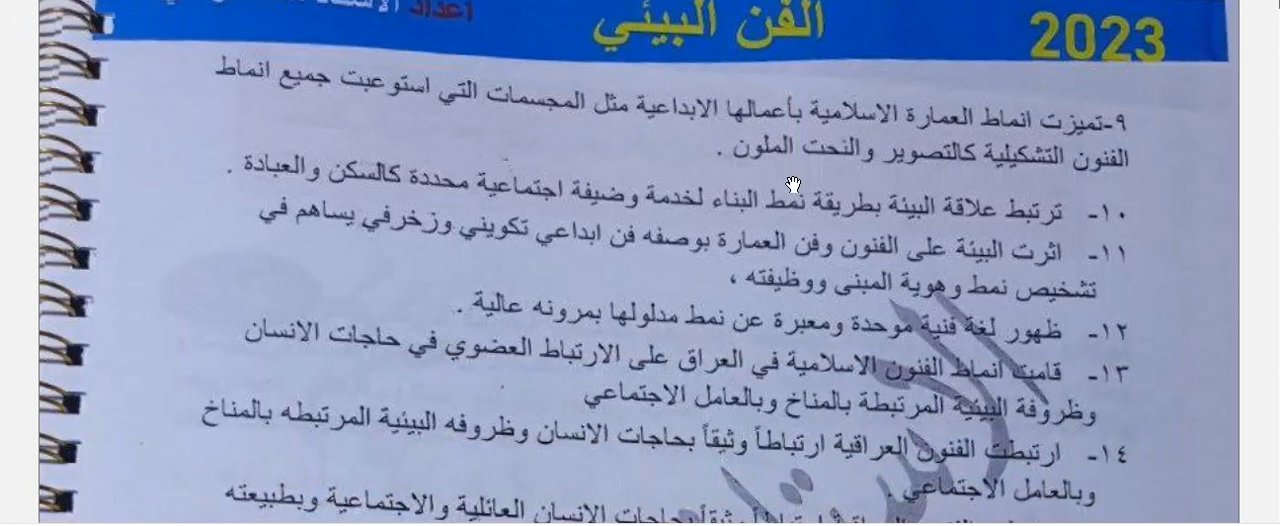 اعداد
الفن البيئي
2023
٩-تميزت انماط العمارة الاسلامية بأعمالها الابداعية مثل المجسمات التي استوعبت جميع انماط
الفنون التشكيلية كالتصوير والنحت الملون .
١٠- ترتبط علاقة البيئة بطريقة نمط البناء لخدمة وضيفة اجتماعية محددة كالسكن والعبادة .
١١- اثرت البيئة على الفنون وفن العمارة بوصفه فن ابداعي تكويني وزخرفي يساهم في
تشخيص نمط وهوية المبنى ووظيفته ،
١٢- ظهور لغة فنية موحدة ومعبرة عن نمط مدلولها بمرونه عالية .
١٣- قامت انماط الفنون الاسلامية في العراق على الارتباط العضوي في حاجات الانسان
وظروفة البيئية المرتبطة بالمناخ وبالعامل الاجتماعي
١٤- ارتبطت الفنون العراقية ارتباطاً وثيقاً بحاجات الانسان وظروفه البيئية المرتبطه بالمناخ
وبالعامل الاجتماعي .
العراقية ارتباطاً وثيقاً بحاجات الانسان العائلية والاجتماعية وبطبيعته